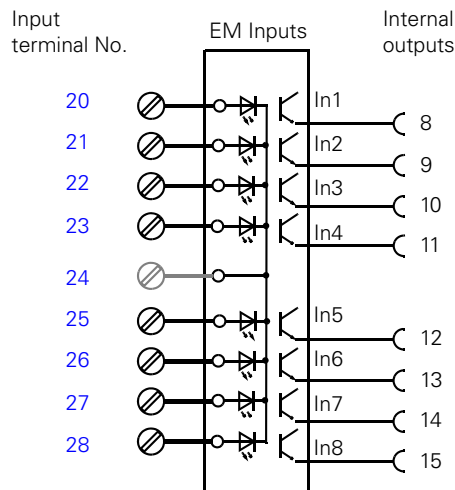 Input
terminal No.
EM Inputs
Internal
outputs
20
In1
8
21
In2
9
22
In3
10
23
In4
11
24
25
In5
12
26
In6
13
27
In7
14
28
In8
15